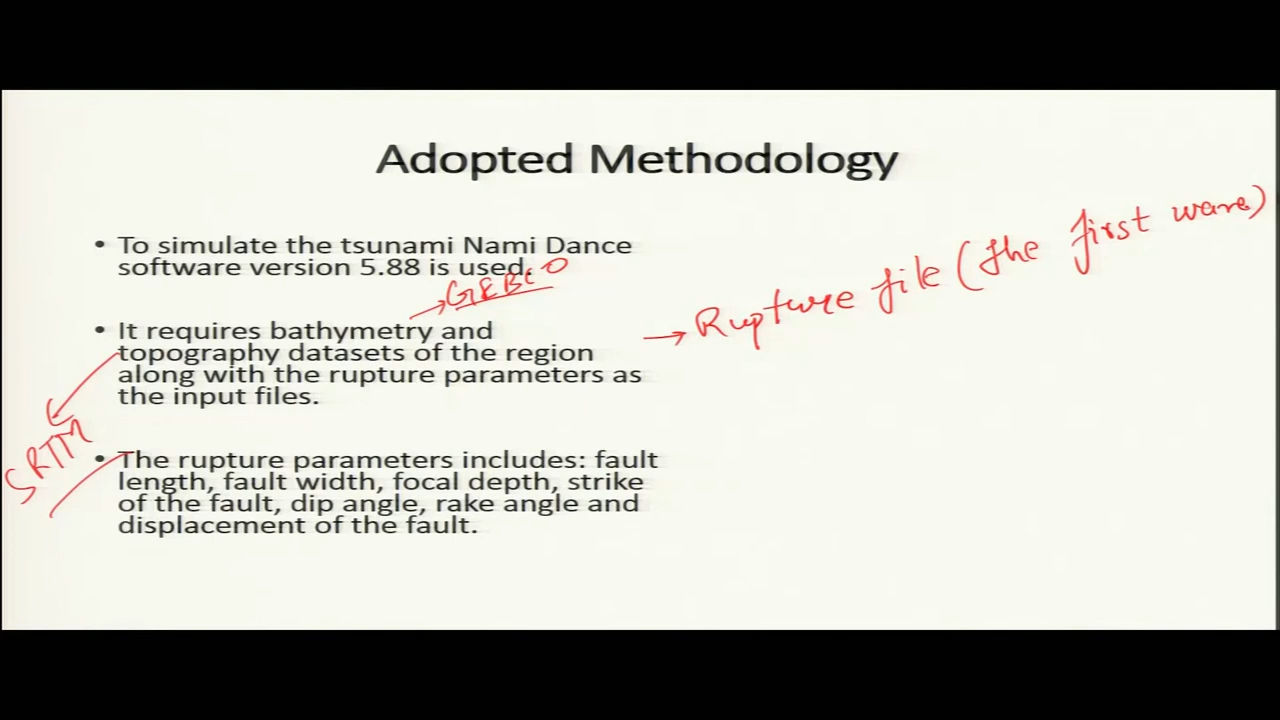 Adopted Methodology
• To simulate the tsunami Nami Dance
software version 5.88 is used.
→ GEBCO
→ Rupture file (the first wave)
• It requires bathymetry and
topography datasets of the region
along with the rupture parameters as
the input files.
SRTM
• The rupture parameters includes: fault
length, fault width, focal depth, strike
of the fault, dip angle, rake angle and
displacement of the fault.